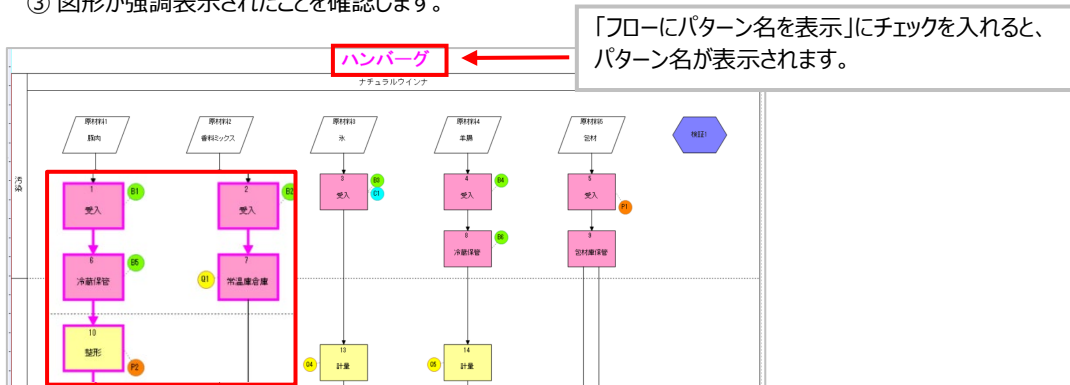 ③ 図形が強調表示されたことを確認します。
「フローにパターン名を表示」にチェックを入れると、
パターン名が表示されます。
ハンバーグ
ナチュラルウインナ
原材料1
豚肉
原材料2
香料ミックス
原材料3
氷
原材料4
羊腸
原材料5
包材
検証1
汚染
1
受入
B1
2
受入
B2
3
受入
B3
C1
4
受入
B4
5
受入
P1
6
冷蔵保管
B5
7
常温庫倉庫
Q1
8
冷蔵保管
B6
9
包材庫保管
10
整形
P2
13
計量
14
計量